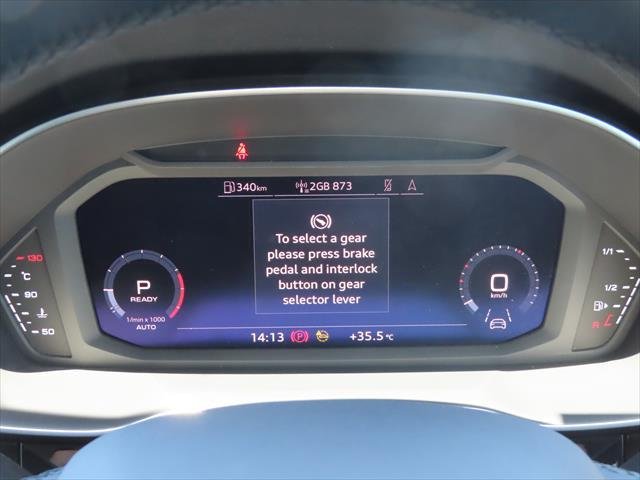 340km 2GB 873
To select a gear
please press brake
pedal and interlock
button on gear
selector lever
130
°C
90
50
P
READY
1/min x 1000
AUTO
0
km/h
1/1
1/2
R
14:13 P +35.5 °C